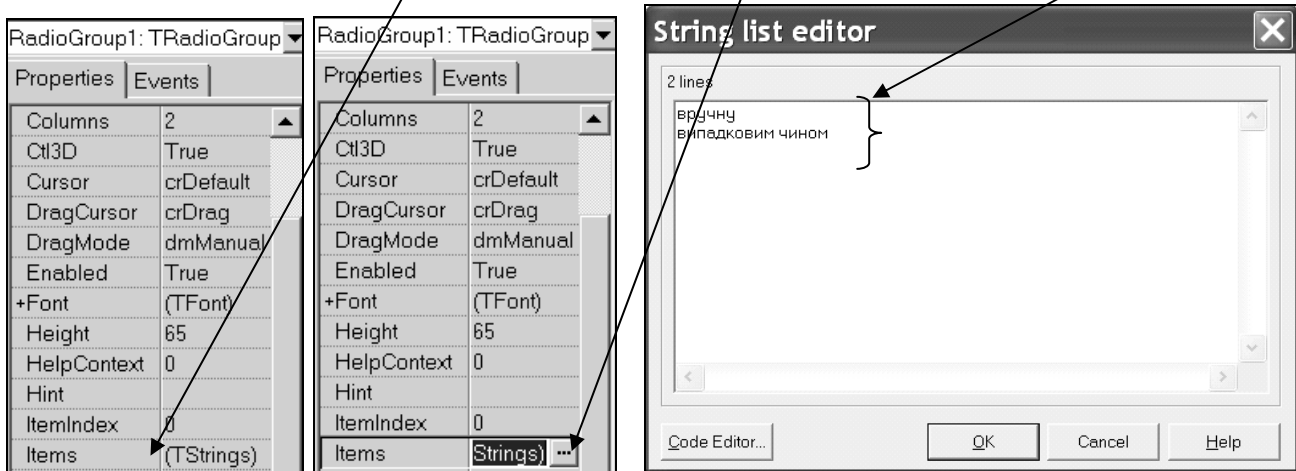 RadioGroup1: TRadioGroup
Properties Events
Columns 2
Ctl3D True
Cursor crDefault
DragCursor crDrag
DragMode dmManual
Enabled True
+Font (TFont)
Height 65
HelpContext 0
Hint
ItemIndex 0
Items (TStrings)
RadioGroup1: TRadioGroup
Properties Events
Columns 2
Ctl3D True
Cursor crDefault
DragCursor crDrag
DragMode dmManual
Enabled True
+Font (TFont)
Height 65
HelpContext 0
Hint
ItemIndex 0
Items Strings) ...
String list editor
2 lines
вручну
випадковим чином
Code Editor... OK Cancel Help